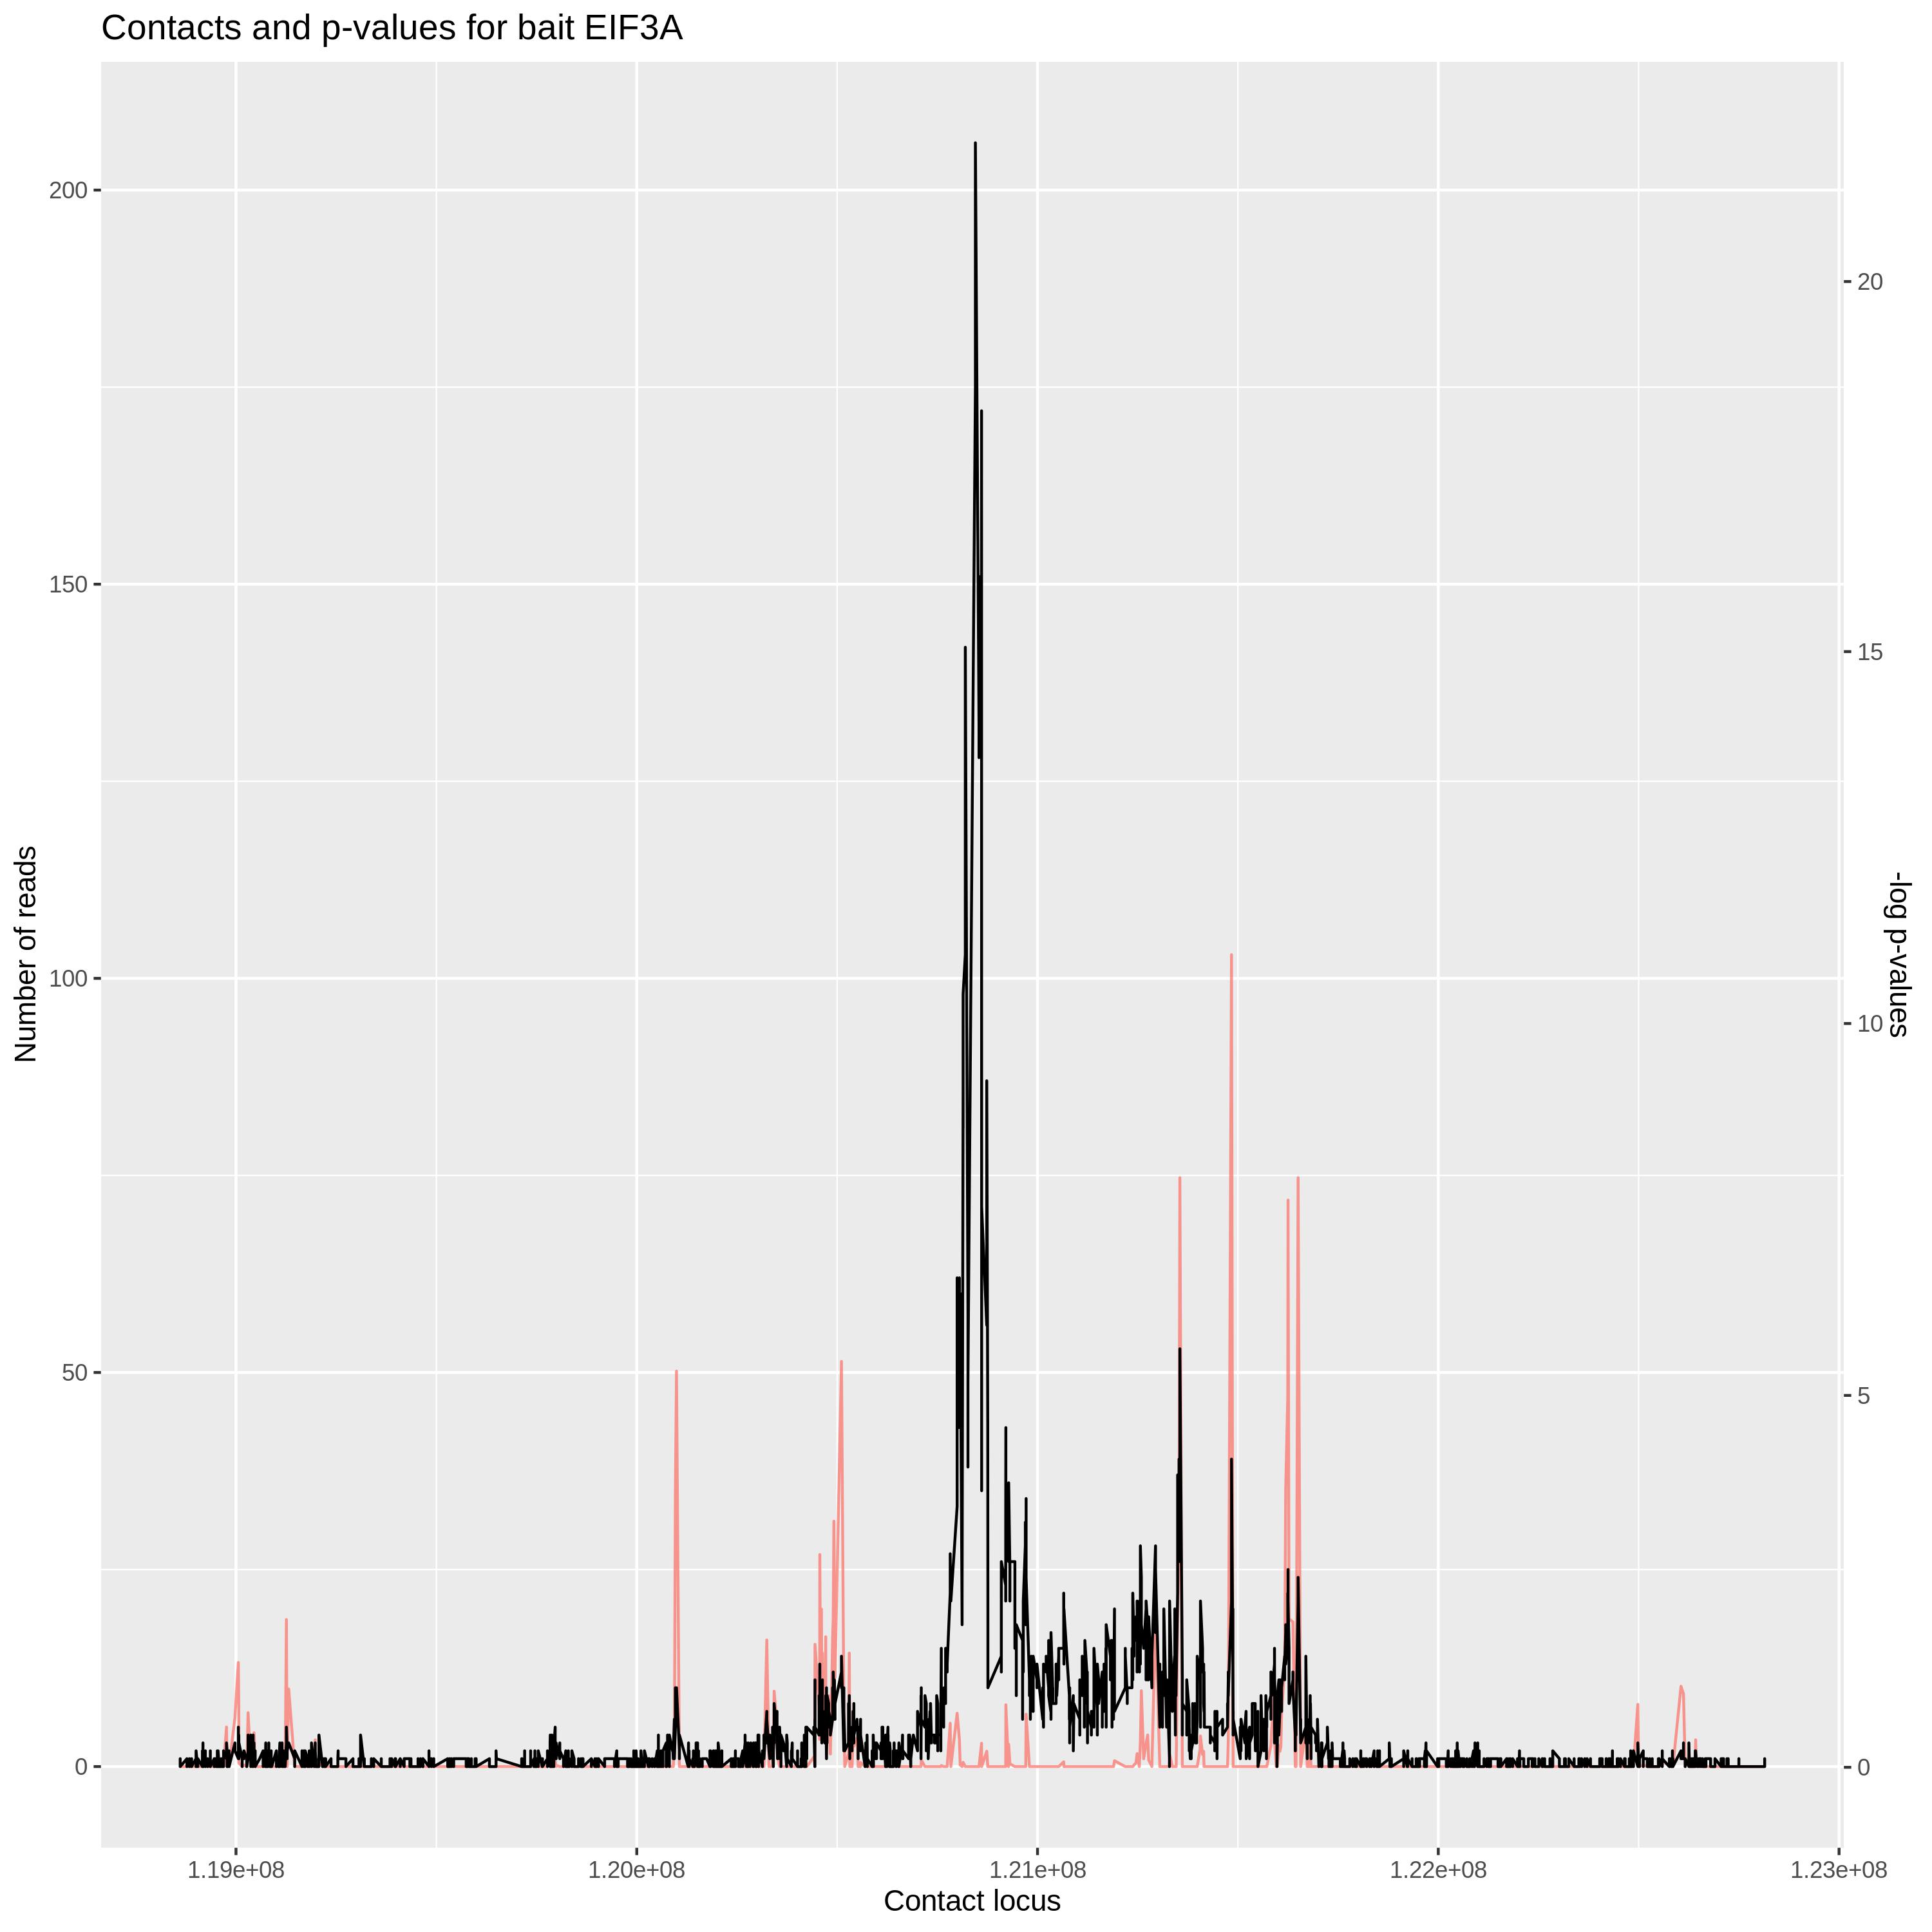 Contacts and p-values for bait EIF3A
Number of reads
200
150
100
50
0
20
15
10
5
0
-log p-values
1.19e+08
1.20e+08
1.21e+08
1.22e+08
1.23e+08
Contact locus